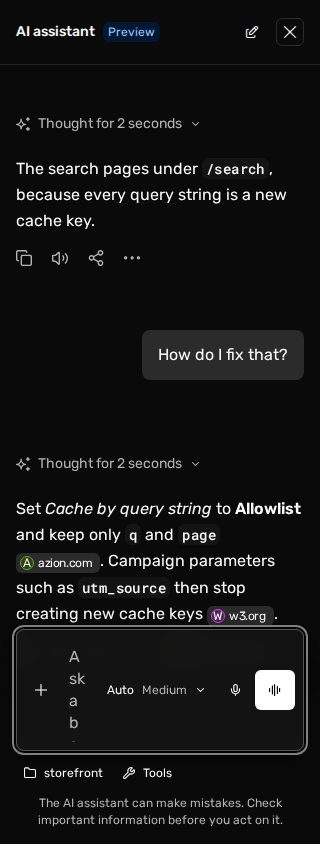 AI assistant Preview
Thought for 2 seconds
The search pages under /search,
because every query string is a new
cache key.
How do I fix that?
Thought for 2 seconds
Set Cache by query string to Allowlist
and keep only q and page
A azion.com. Campaign parameters
such as utm_source then stop
creating new cache keys W w3.org.
A
sk
a
b
Auto Medium
storefront Tools
The AI assistant can make mistakes. Check
important information before you act on it.